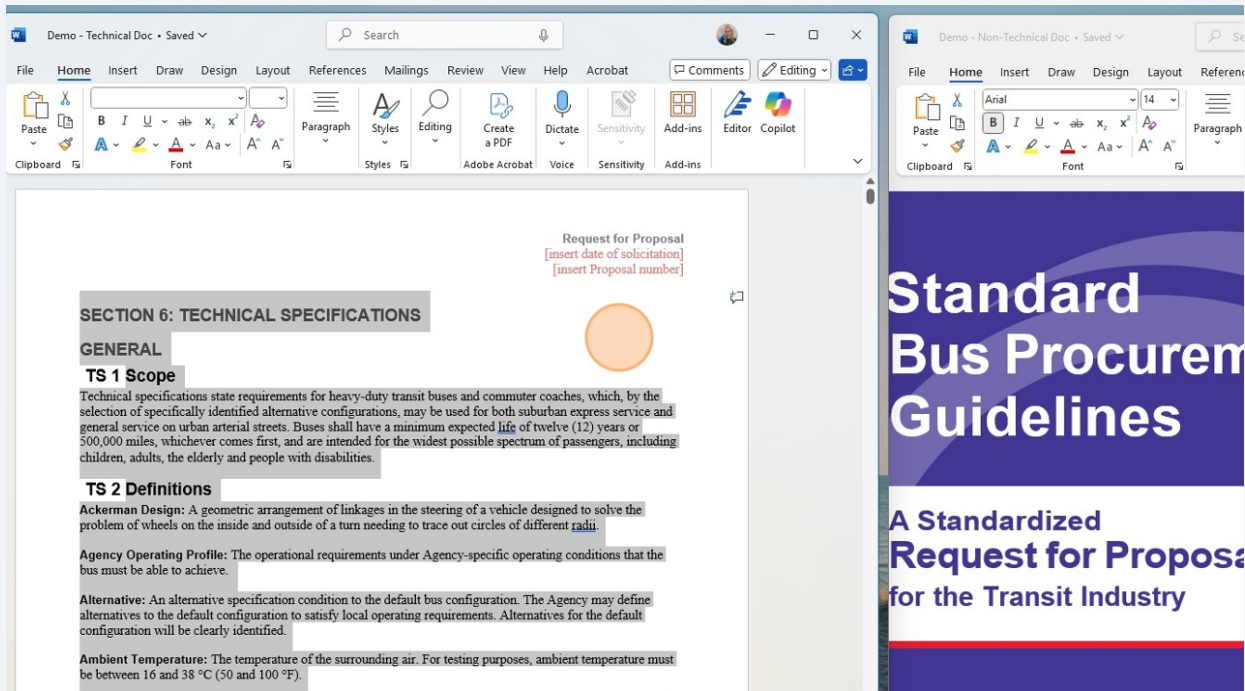 Demo - Technical Doc • Saved
Search
File Home Insert Draw Design Layout References Mailings Review View Help Acrobat Comments Editing
Paste
B I U ab x₂ x² A
A A Aa A A
Paragraph
Styles
Editing
Create
a PDF
Dictate
Sensitivity
Add-ins
Editor
Copilot
Clipboard Font Styles Adobe Acrobat Voice Sensitivity Add-ins
Request for Proposal
[insert date of solicitation]
[insert Proposal number]
SECTION 6: TECHNICAL SPECIFICATIONS
GENERAL
TS 1 Scope
Technical specifications state requirements for heavy-duty transit buses and commuter coaches, which, by the
selection of specifically identified alternative configurations, may be used for both suburban express service and
general service on urban arterial streets. Buses shall have a minimum expected life of twelve (12) years or
500,000 miles, whichever comes first, and are intended for the widest possible spectrum of passengers, including
children, adults, the elderly and people with disabilities.
TS 2 Definitions
Ackerman Design: A geometric arrangement of linkages in the steering of a vehicle designed to solve the
problem of wheels on the inside and outside of a turn needing to trace out circles of different radii.
Agency Operating Profile: The operational requirements under Agency-specific operating conditions that the
bus must be able to achieve.
Alternative: An alternative specification condition to the default bus configuration. The Agency may define
alternatives to the default configuration to satisfy local operating requirements. Alternatives for the default
configuration will be clearly identified.
Ambient Temperature: The temperature of the surrounding air. For testing purposes, ambient temperature must
be between 16 and 38 °C (50 and 100 °F).
Demo - Non-Technical Doc • Saved
Se
File Home Insert Draw Design Layout Referenc
Paste
Arial 14
B I U ab x₂ x² A
A A Aa A A
Paragraph
Clipboard Font
Standard
Bus Procurem
Guidelines
A Standardized
Request for Proposa
for the Transit Industry